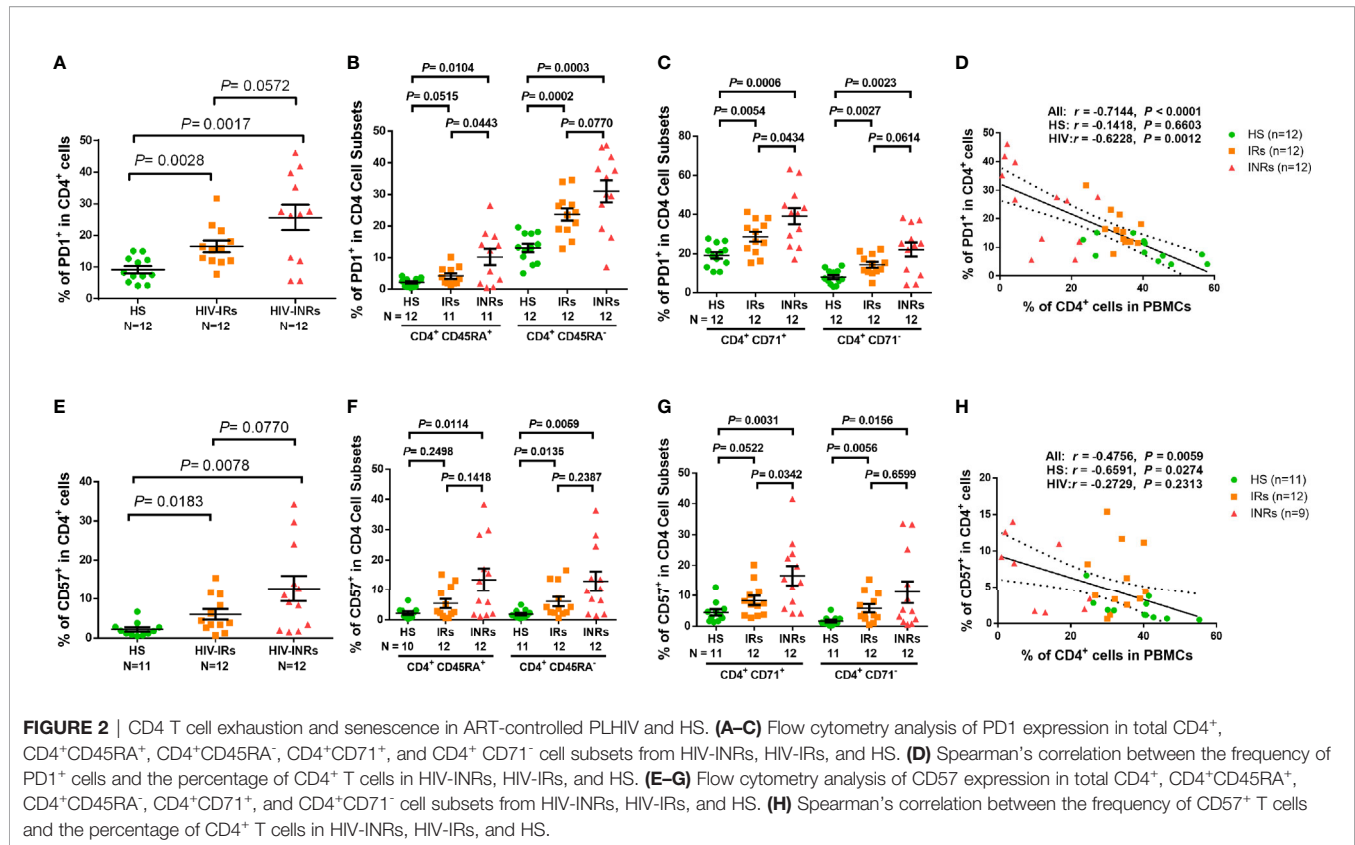 A
P= 0.0572
P= 0.0017
P= 0.0028
% of PD1⁺ in CD4⁺ cells
50
40
30
20
10
0
HS
N=12
HIV-IRs
N=12
HIV-INRs
N=12
B
P= 0.0104
P= 0.0003
P= 0.0515
P= 0.0002
P= 0.0443
P= 0.0770
% of PD1⁺ in CD4 Cell Subsets
50
40
30
20
10
0
HS IRs INRs HS IRs INRs
N = 12 11 11 12 12 12
CD4⁺ CD45RA⁺ CD4⁺ CD45RA⁻
C
P= 0.0006
P= 0.0023
P= 0.0054
P= 0.0027
P= 0.0434
P= 0.0614
% of PD1⁺ in CD4 Cell Subsets
80
60
40
20
0
HS IRs INRs HS IRs INRs
N = 12 12 12 12 12 12
CD4⁺ CD71⁺ CD4⁺ CD71⁻
D
All: r = -0.7144, P < 0.0001
HS: r = -0.1418, P = 0.6603
HIV:r = -0.6228, P = 0.0012
HS (n=12)
IRs (n=12)
INRs (n=12)
% of PD1⁺ in CD4⁺ cells
50
40
30
20
10
0
0 20 40 60
% of CD4⁺ cells in PBMCs
E
P= 0.0770
P= 0.0078
P= 0.0183
% of CD57⁺ in CD4⁺ cells
50
40
30
20
10
0
HS
N=11
HIV-IRs
N=12
HIV-INRs
N=12
F
P= 0.0114
P= 0.0059
P= 0.2498
P= 0.0135
P= 0.1418
P= 0.2387
% of CD57⁺ in CD4 Cell Subsets
50
40
30
20
10
0
HS IRs INRs HS IRs INRs
N = 10 12 12 11 12 12
CD4⁺ CD45RA⁺ CD4⁺ CD45RA⁻
G
P= 0.0031
P= 0.0156
P= 0.0522
P= 0.0056
P= 0.0342
P= 0.6599
% of CD57⁺ in CD4 Cell Subsets
50
40
30
20
10
0
HS IRs INRs HS IRs INRs
N = 11 12 12 11 12 12
CD4⁺ CD71⁺ CD4⁺ CD71⁻
H
All: r = -0.4756, P = 0.0059
HS: r = -0.6591, P = 0.0274
HIV:r = -0.2729, P = 0.2313
HS (n=11)
IRs (n=12)
INRs (n=9)
% of CD57⁺ in CD4⁺ cells
25
20
15
10
5
0
0 20 40 60
% of CD4⁺ cells in PBMCs
FIGURE 2 | CD4 T cell exhaustion and senescence in ART-controlled PLHIV and HS. (A–C) Flow cytometry analysis of PD1 expression in total CD4⁺,
CD4⁺CD45RA⁺, CD4⁺CD45RA⁻, CD4⁺CD71⁺, and CD4⁺ CD71⁻ cell subsets from HIV-INRs, HIV-IRs, and HS. (D) Spearman's correlation between the frequency of
PD1⁺ cells and the percentage of CD4⁺ T cells in HIV-INRs, HIV-IRs, and HS. (E–G) Flow cytometry analysis of CD57 expression in total CD4⁺, CD4⁺CD45RA⁺,
CD4⁺CD45RA⁻, CD4⁺CD71⁺, and CD4⁺CD71⁻ cell subsets from HIV-INRs, HIV-IRs, and HS. (H) Spearman's correlation between the frequency of CD57⁺ T cells
and the percentage of CD4⁺ T cells in HIV-INRs, HIV-IRs, and HS.